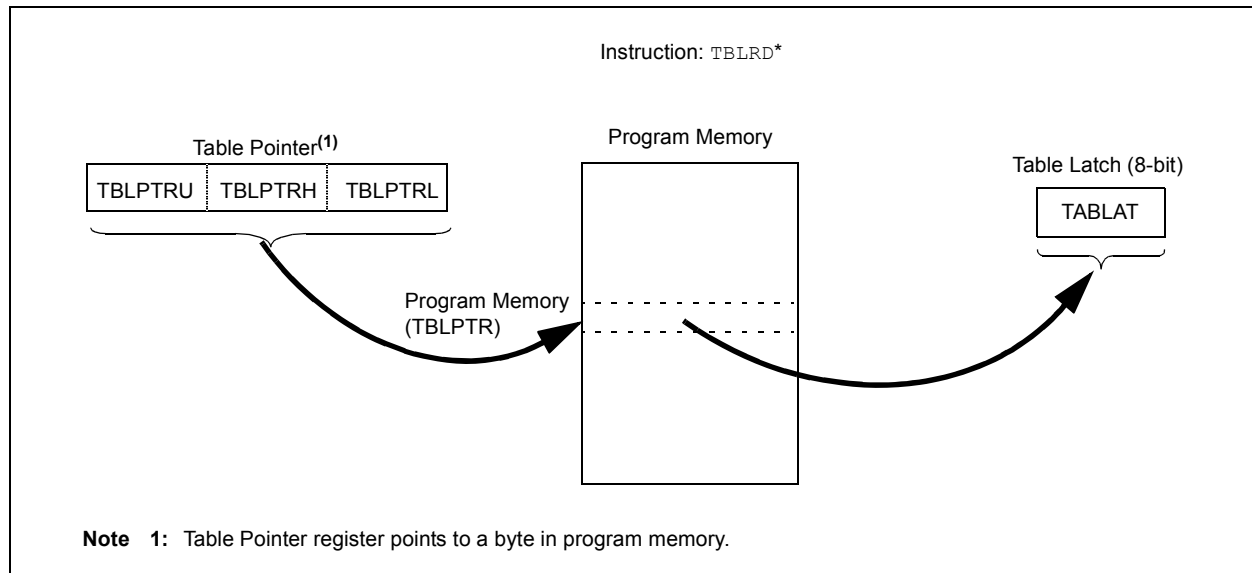 Instruction: TBLRD*
Table Pointer(1)
TBLPTRU TBLPTRH TBLPTRL
Program Memory
Table Latch (8-bit)
TABLAT
Program Memory
(TBLPTR)
Note 1: Table Pointer register points to a byte in program memory.